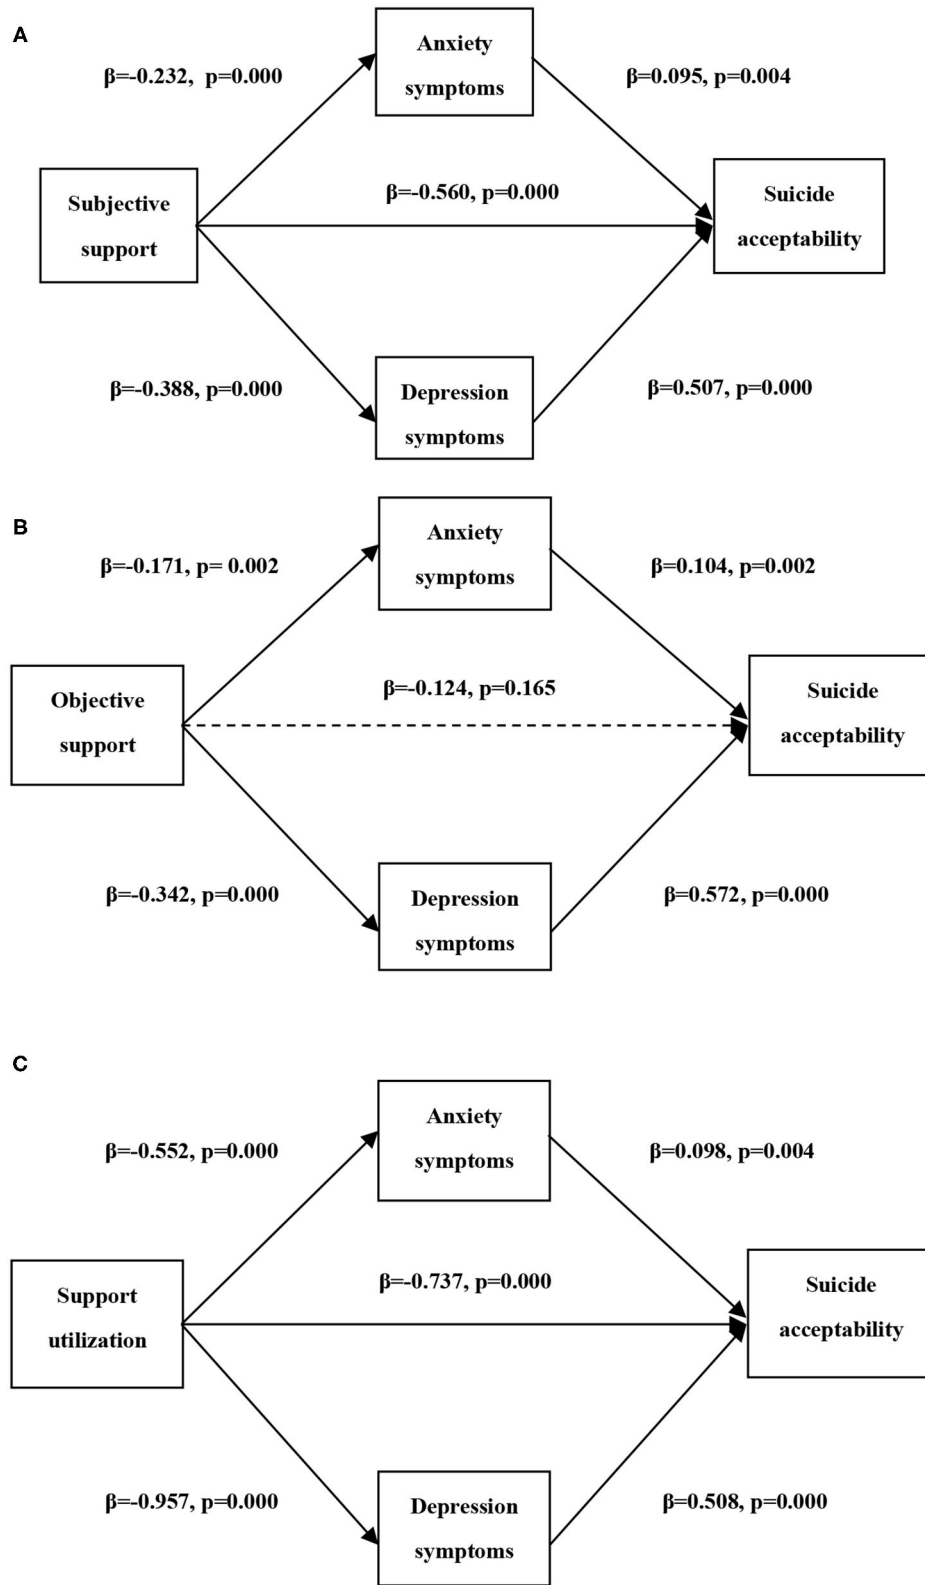 A
Anxiety
symptoms
β=-0.232, p=0.000
β=0.095, p=0.004
Subjective
support
β=-0.560, p=0.000
Suicide
acceptability
β=-0.388, p=0.000
Depression
symptoms
β=0.507, p=0.000
B
Anxiety
symptoms
β=-0.171, p= 0.002
β=0.104, p=0.002
Objective
support
β=-0.124, p=0.165
Suicide
acceptability
β=-0.342, p=0.000
Depression
symptoms
β=0.572, p=0.000
C
Anxiety
symptoms
β=-0.552, p=0.000
β=0.098, p=0.004
Support
utilization
β=-0.737, p=0.000
Suicide
acceptability
β=-0.957, p=0.000
Depression
symptoms
β=0.508, p=0.000